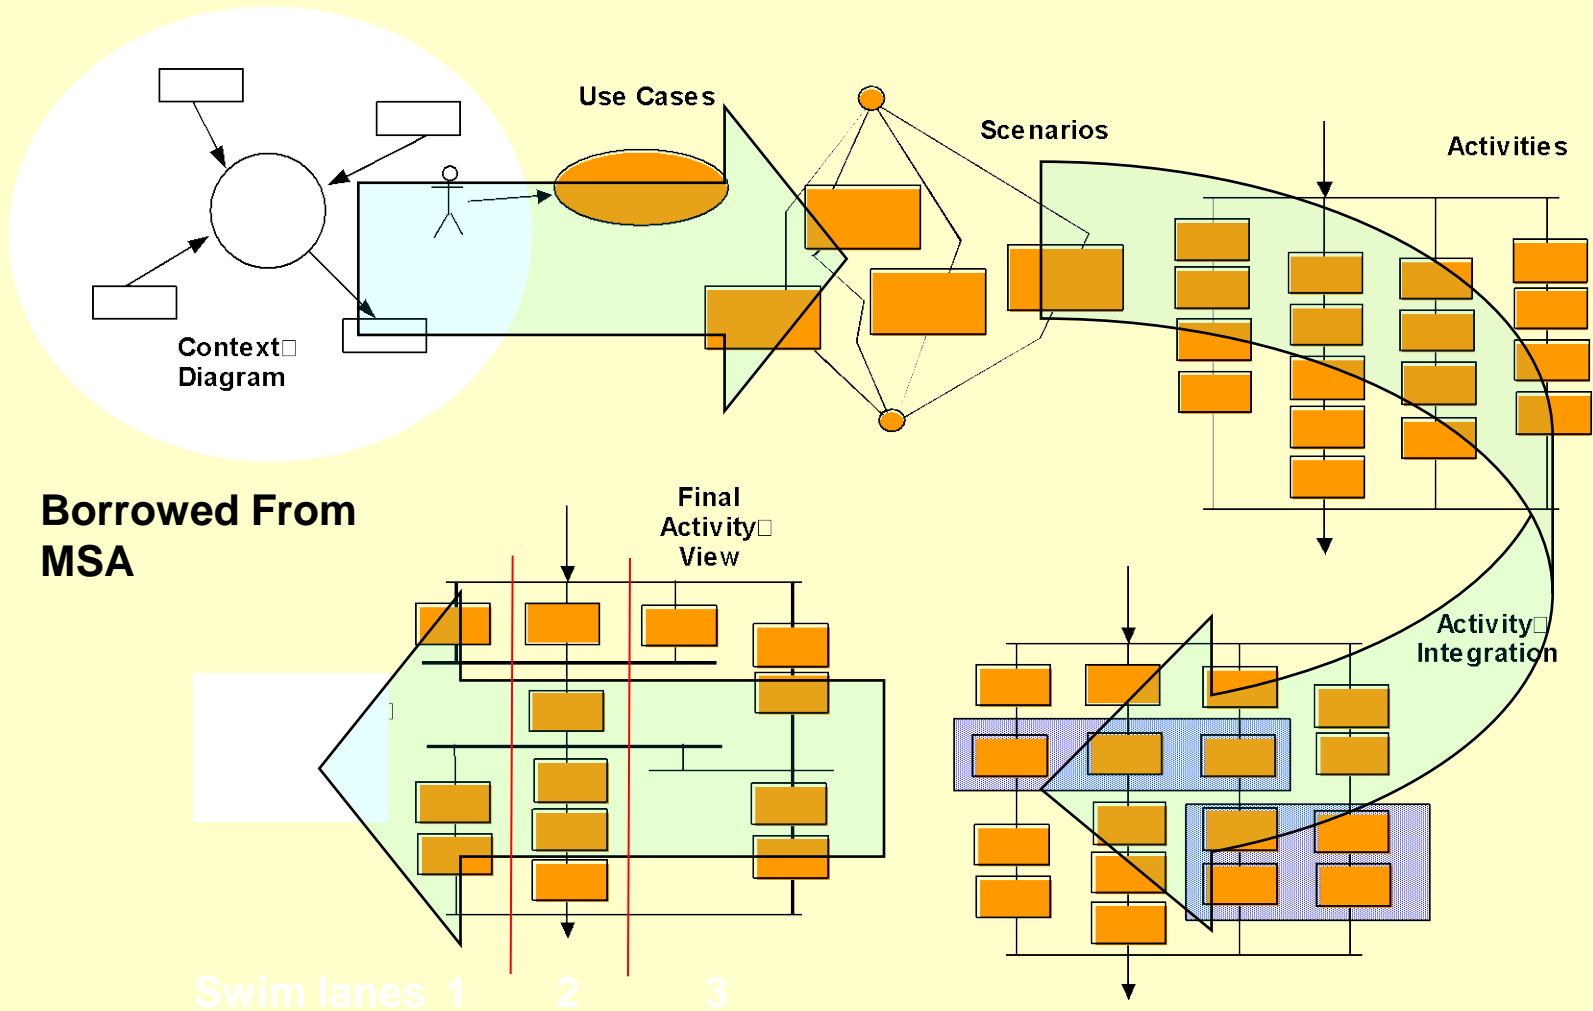 Use Cases
Scenarios
Activities
Context□
Diagram
Borrowed From
MSA
Final
Activity□
View
Activity□
Integration
Swim lanes 1 2 3